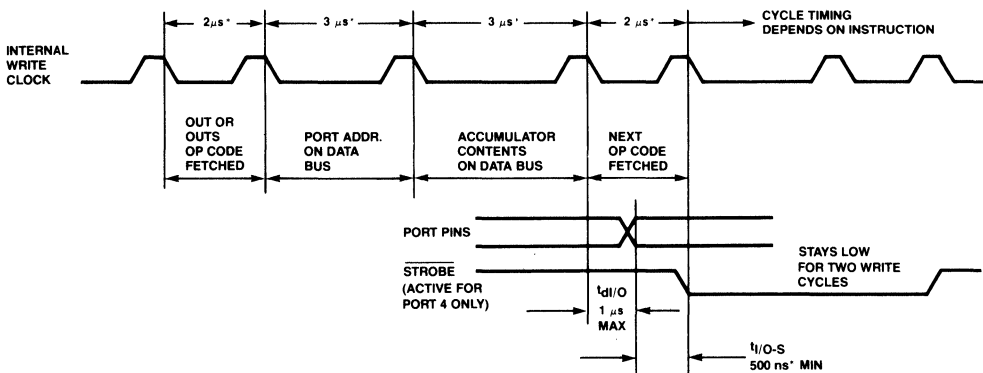 2μs*
3 μs*
3 μs*
2 μs*
CYCLE TIMING
DEPENDS ON INSTRUCTION
INTERNAL
WRITE
CLOCK
OUT OR
OUTS
OP CODE
FETCHED
PORT ADDR.
ON DATA
BUS
ACCUMULATOR
CONTENTS
ON DATA BUS
NEXT
OP CODE
FETCHED
PORT PINS
STROBE
(ACTIVE FOR
PORT 4 ONLY)
STAYS LOW
FOR TWO WRITE
CYCLES
tdI/O
1 μs
MAX
tI/O-S
500 ns* MIN